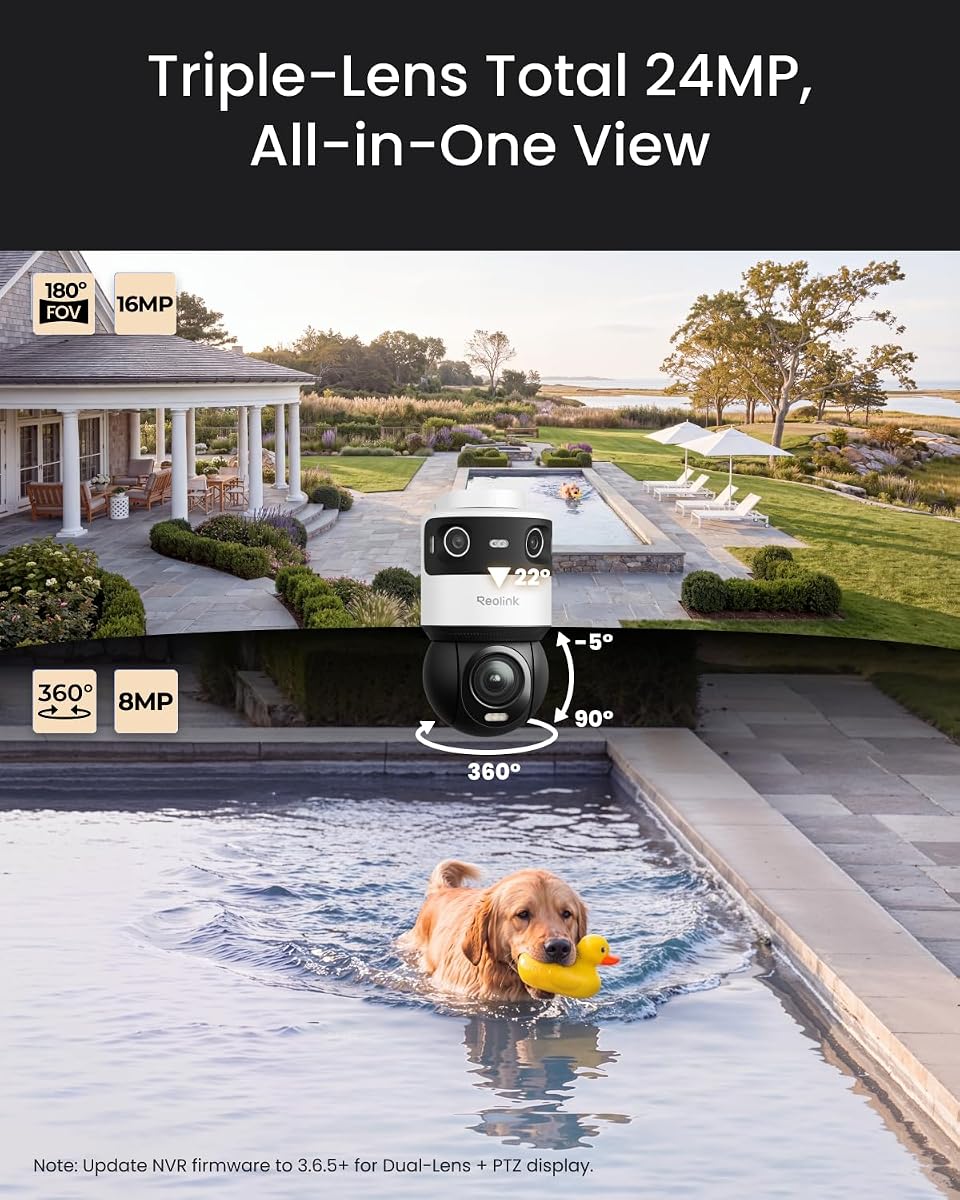 Triple-Lens Total 24MP,
All-in-One View
180°
FOV
16MP
22°
Reolink
-5°
360°
8MP
90°
360°
Note: Update NVR firmware to 3.6.5+ for Dual-Lens + PTZ display.